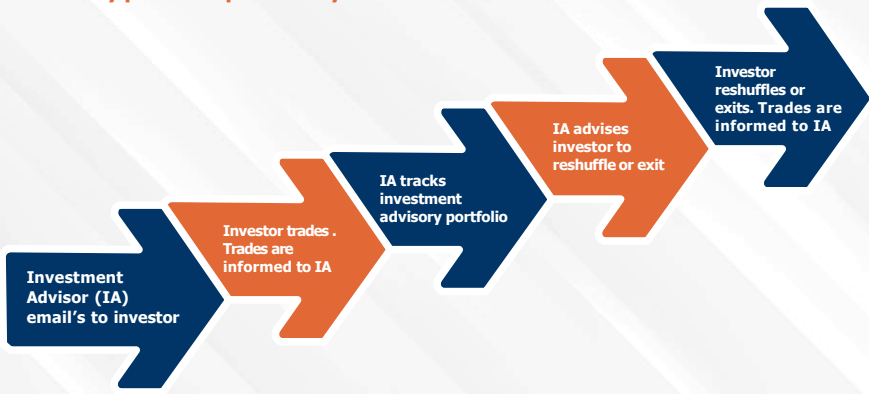 Investment
Advisor (IA)
email's to investor
Investor trades .
Trades are
informed to IA
IA tracks
investment
advisory portfolio
IA advises
investor to
reshuffle or exit
Investor
reshuffles or
exits. Trades are
informed to IA